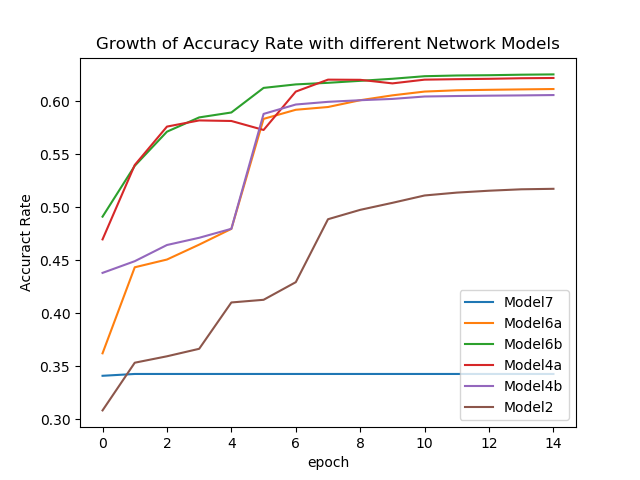 Growth of Accuracy Rate with different Network Models
Accuract Rate
0.60
0.55
0.50
0.45
0.40
0.35
0.30
0 2 4 6 8 10 12 14
epoch
Model7
Model6a
Model6b
Model4a
Model4b
Model2